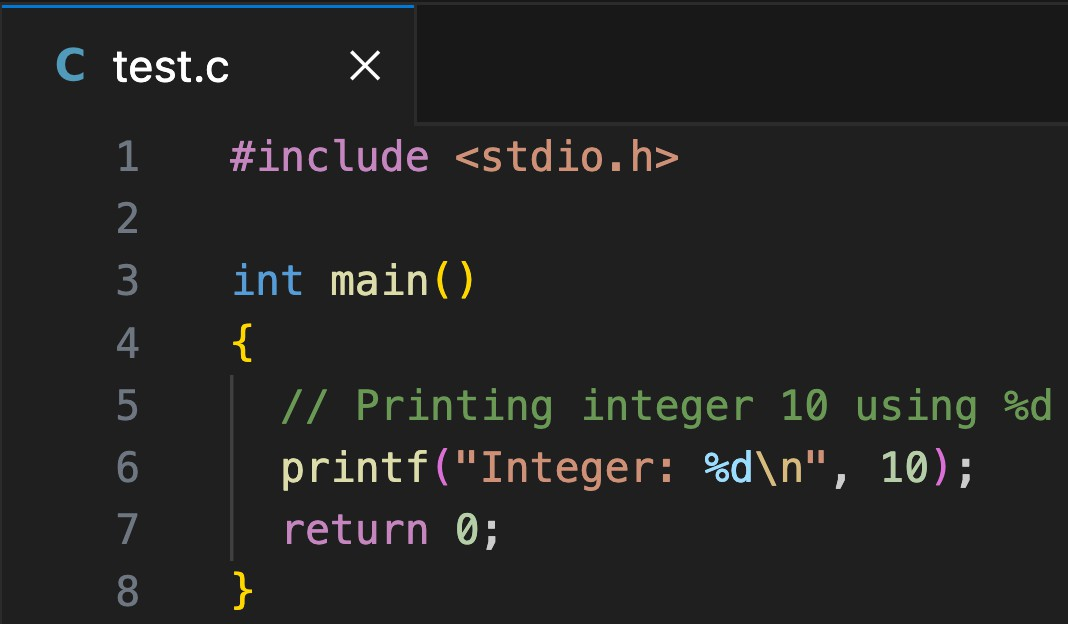 C test.c ×
1 #include <stdio.h>
2
3 int main()
4 {
5 // Printing integer 10 using %d
6 printf("Integer: %d\n", 10);
7 return 0;
8 }